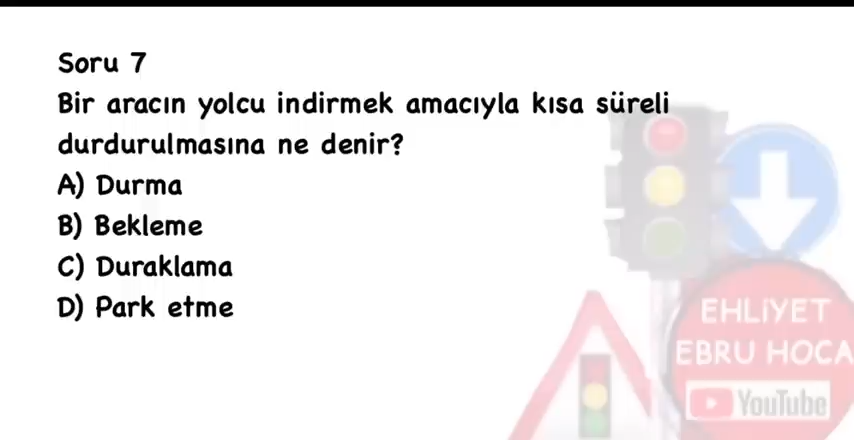 Soru 7
Bir aracın yolcu indirmek amacıyla kısa süreli
durdurulmasına ne denir?
A) Durma
B) Bekleme
C) Duraklama
D) Park etme
EHLİYET
EBRU HOCA
YouTube